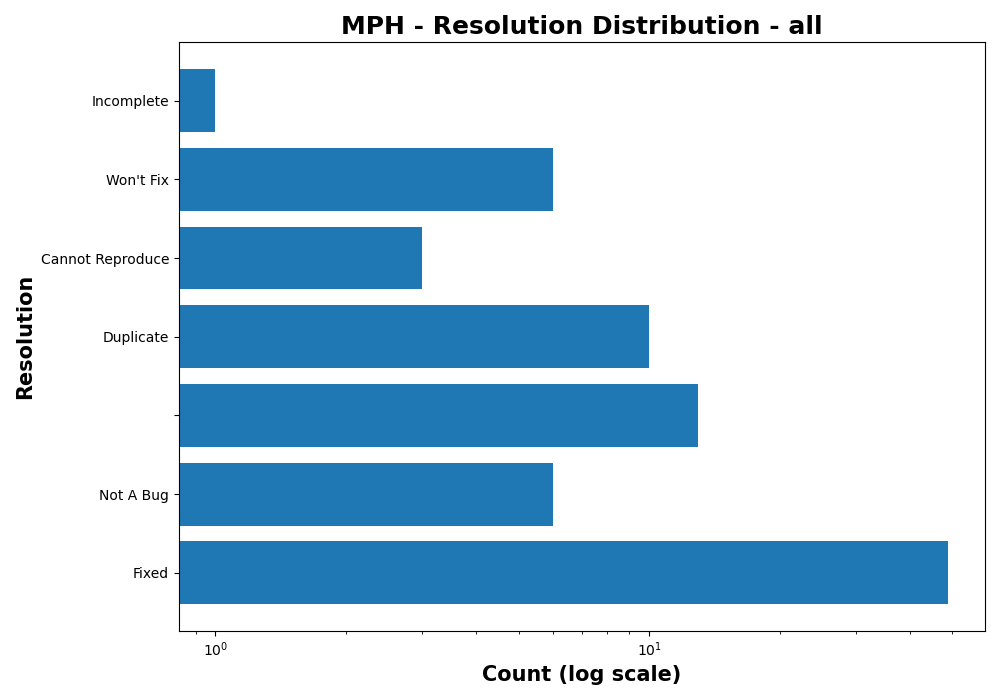 MPH - Resolution Distribution - all
Incomplete
Won't Fix
Cannot Reproduce
Duplicate
Not A Bug
Fixed
Resolution
10⁰
10¹
Count (log scale)